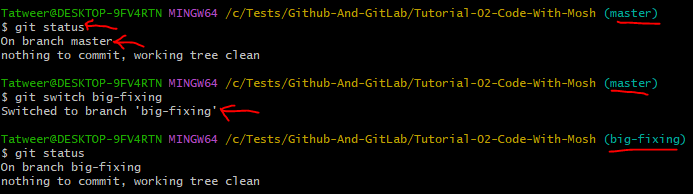 Tatweer@DESKTOP-9FV4RTN MINGW64 /c/Tests/Github-And-GitLab/Tutorial-02-Code-With-Mosh (master)
$ git status
On branch master
nothing to commit, working tree clean
Tatweer@DESKTOP-9FV4RTN MINGW64 /c/Tests/Github-And-GitLab/Tutorial-02-Code-With-Mosh (master)
$ git switch big-fixing
Switched to branch 'big-fixing'
Tatweer@DESKTOP-9FV4RTN MINGW64 /c/Tests/Github-And-GitLab/Tutorial-02-Code-With-Mosh (big-fixing)
$ git status
On branch big-fixing
nothing to commit, working tree clean